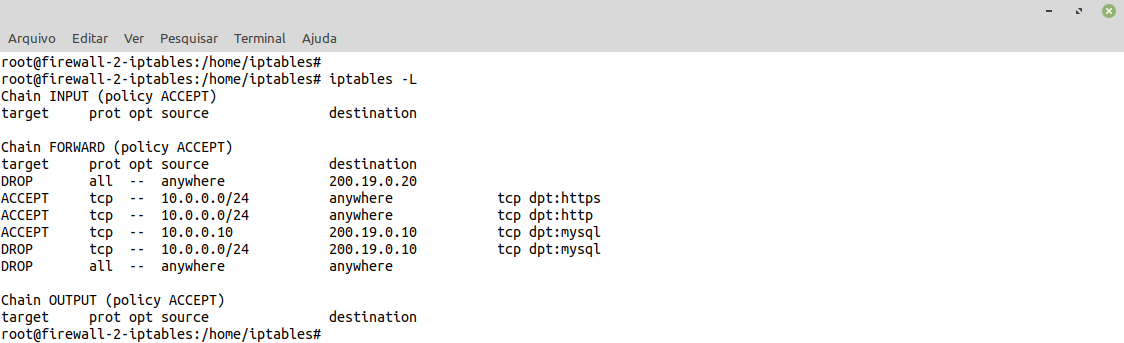 Arquivo Editar Ver Pesquisar Terminal Ajuda
root@firewall-2-iptables:/home/iptables#
root@firewall-2-iptables:/home/iptables# iptables -L
Chain INPUT (policy ACCEPT)
target     prot opt source               destination

Chain FORWARD (policy ACCEPT)
target     prot opt source               destination
DROP       all  --  anywhere             200.19.0.20
ACCEPT     tcp  --  10.0.0.0/24          anywhere             tcp dpt:https
ACCEPT     tcp  --  10.0.0.0/24          anywhere             tcp dpt:http
ACCEPT     tcp  --  10.0.0.10            200.19.0.10          tcp dpt:mysql
DROP       tcp  --  10.0.0.0/24          200.19.0.10          tcp dpt:mysql
DROP       all  --  anywhere             anywhere

Chain OUTPUT (policy ACCEPT)
target     prot opt source               destination
root@firewall-2-iptables:/home/iptables#